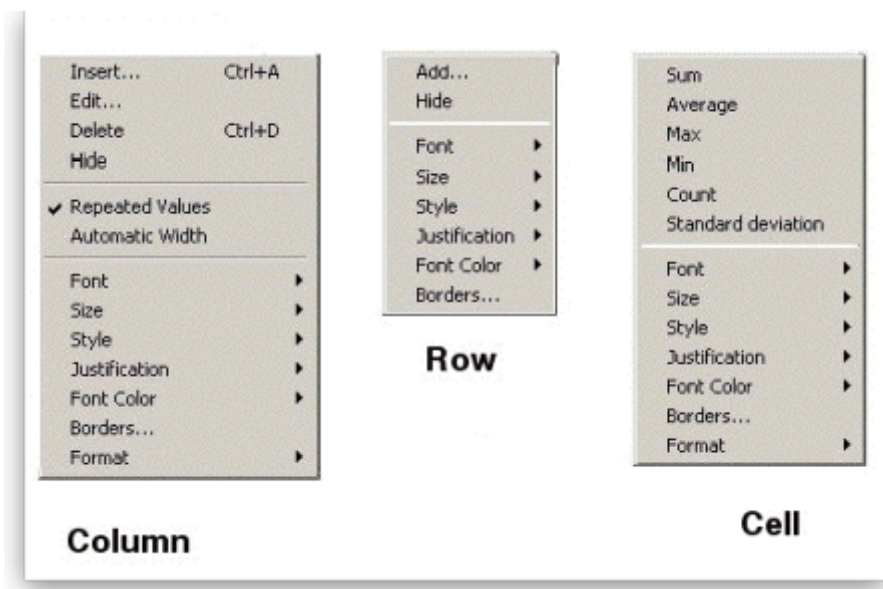 Insert... Ctrl+A
Edit...
Delete Ctrl+D
Hide
Repeated Values
Automatic Width
Font
Size
Style
Justification
Font Color
Borders...
Format
Column
Add...
Hide
Font
Size
Style
Justification
Font Color
Borders...
Row
Sum
Average
Max
Min
Count
Standard deviation
Font
Size
Style
Justification
Font Color
Borders...
Format
Cell